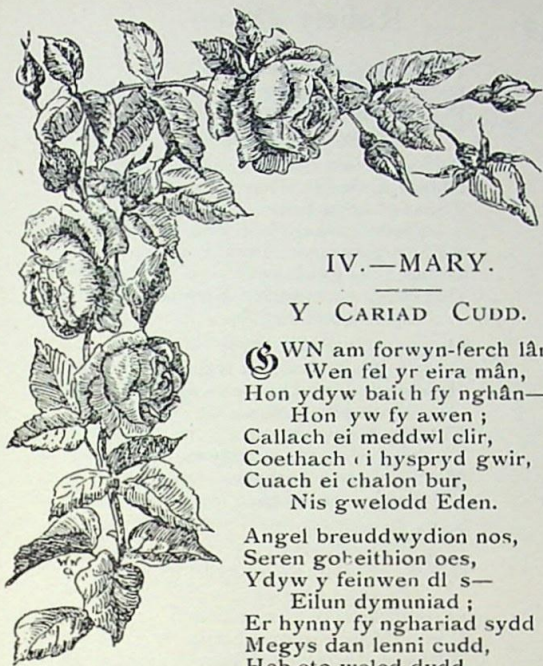 IV.—MARY.
Y CARIAD CUDD.
GWN am forwyn-ferch
Wen fel yr eira mân,
Hon ydyw baich fy nghân—
Hon yw fy awen ;
Callach ei meddwl clir,
Coethach i hyspryd gwir,
Cuach ei chalon bur,
Nis gwelodd Eden.
Angel breuddwydion nos,
Seren gobeithion oes,
Ydyw y feinwen
Eilun dymuniad ;
Er hynny fy nghariad sydd
Megys dan lenni cudd,
WN